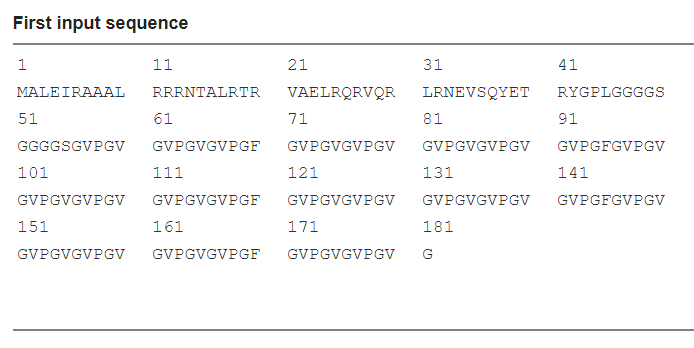 First input sequence
1 11 21 31 41
MALEIRAAAL RRRNTALRTR VAELRQRVQR LRNEVSQYET RYGPLGGGGS
51 61 71 81 91
GGGGSGVPGV GVPGVGVPGF GVPGVGVPGV GVPGVGVPGV GVPGFGVPGV
101 111 121 131 141
GVPGVGVPGV GVPGVGVPGF GVPGVGVPGV GVPGVGVPGV GVPGFGVPGV
151 161 171 181
GVPGVGVPGV GVPGVGVPGF GVPGVGVPGV G